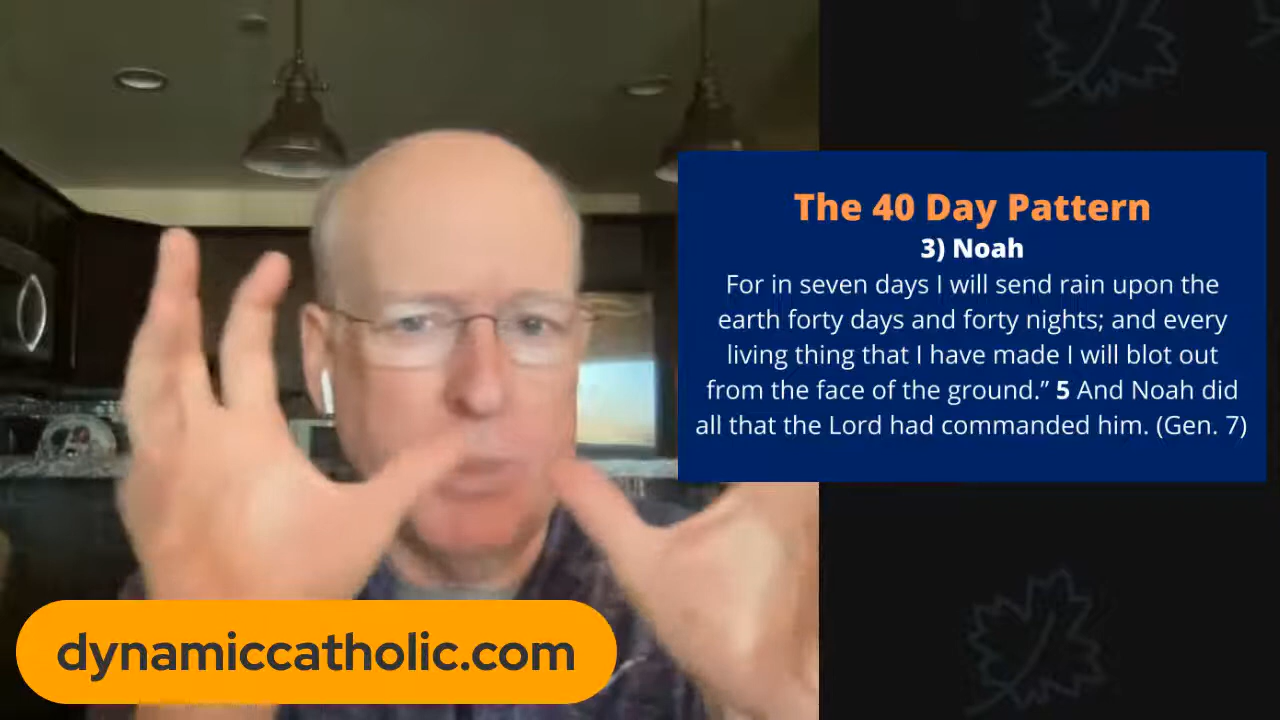 The 40 Day Pattern
3) Noah
For in seven days I will send rain upon the
earth forty days and forty nights; and every
living thing that I have made I will blot out
from the face of the ground.” 5 And Noah did
all that the Lord had commanded him. (Gen. 7)
dynamiccatholic.com